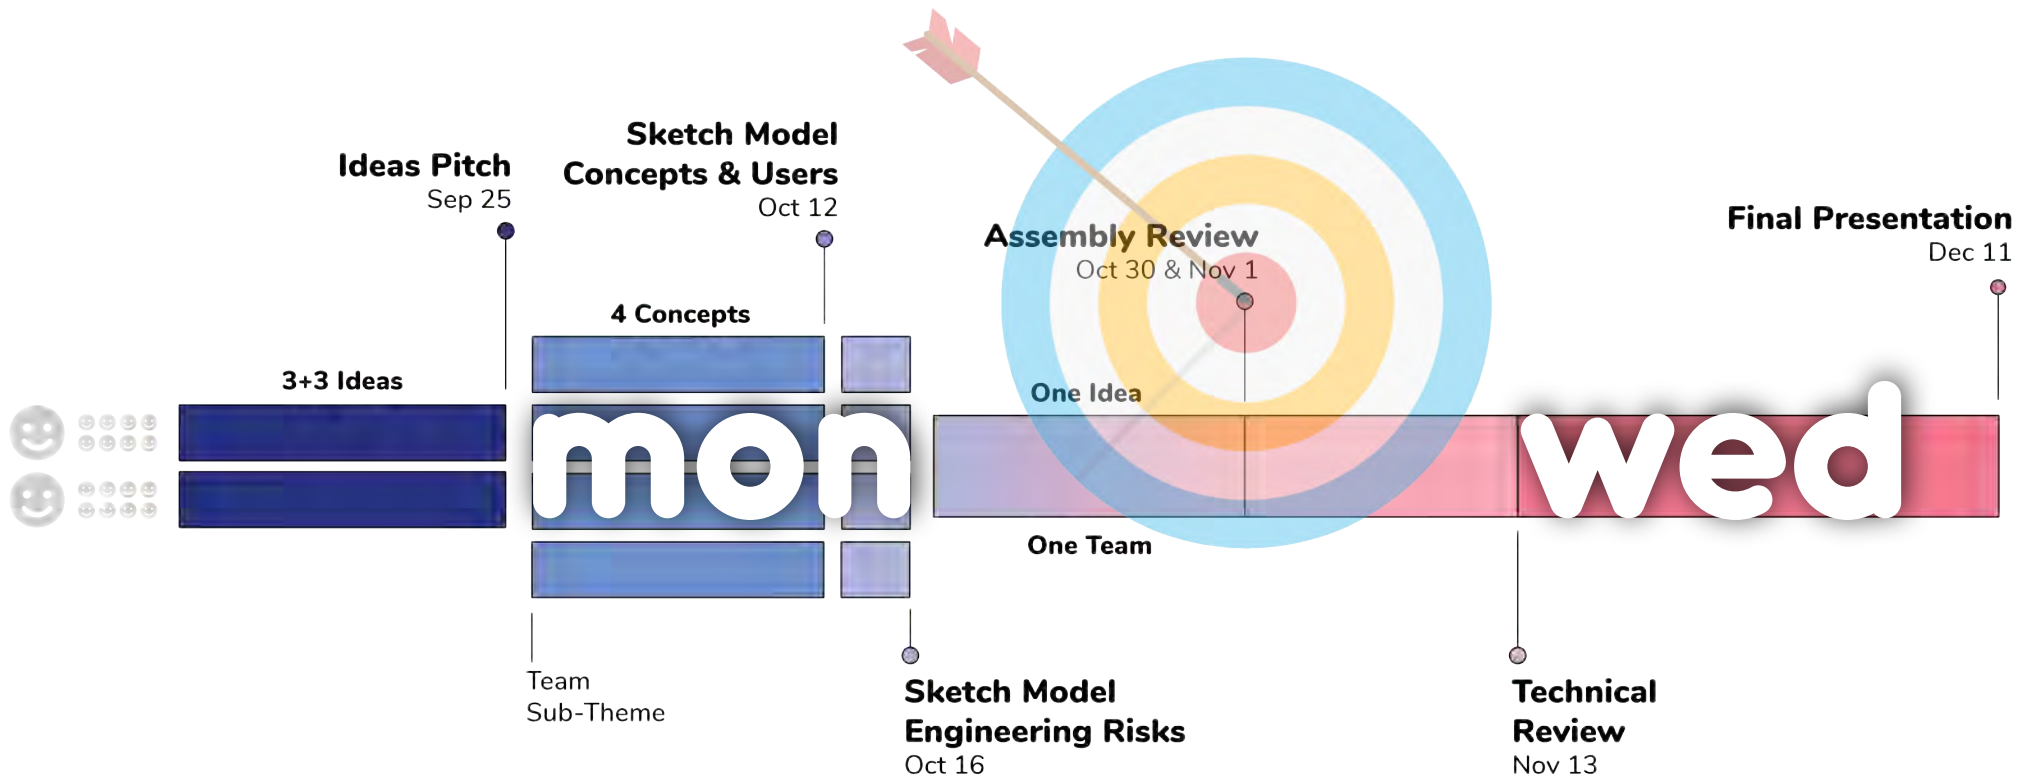 Ideas Pitch
Sep 25
3+3 Ideas
Sketch Model
Concepts & Users
Oct 12
4 Concepts
mon
Team
Sub-Theme
Sketch Model
Engineering Risks
Oct 16
Assembly Review
Oct 30 & Nov 1
One Idea
One Team
wed
Technical
Review
Nov 13
Final Presentation
Dec 11